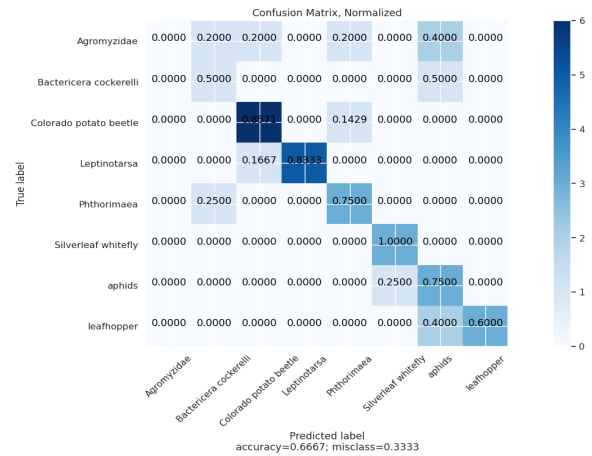 Confusion Matrix, Normalized
Agromyzidae 0.0000 0.2000 0.2000 0.0000 0.2000 0.0000 0.4000 0.0000
Bactericera cockerelli 0.0000 0.5000 0.0000 0.0000 0.0000 0.0000 0.5000 0.0000
Colorado potato beetle 0.0000 0.0000 0.8571 0.0000 0.1429 0.0000 0.0000 0.0000
Leptinotarsa 0.0000 0.0000 0.1667 0.8333 0.0000 0.0000 0.0000 0.0000
Phthorimaea 0.0000 0.2500 0.0000 0.0000 0.7500 0.0000 0.0000 0.0000
Silverleaf whitefly 0.0000 0.0000 0.0000 0.0000 0.0000 1.0000 0.0000 0.0000
aphids 0.0000 0.0000 0.0000 0.0000 0.0000 0.2500 0.7500 0.0000
leafhopper 0.0000 0.0000 0.0000 0.0000 0.0000 0.0000 0.4000 0.6000
True label
Agromyzidae
Bactericera cockerelli
Colorado potato beetle
Leptinotarsa
Phthorimaea
Silverleaf whitefly
aphids
leafhopper
Predicted label
accuracy=0.6667; misclass=0.3333
6
5
4
3
2
1
0